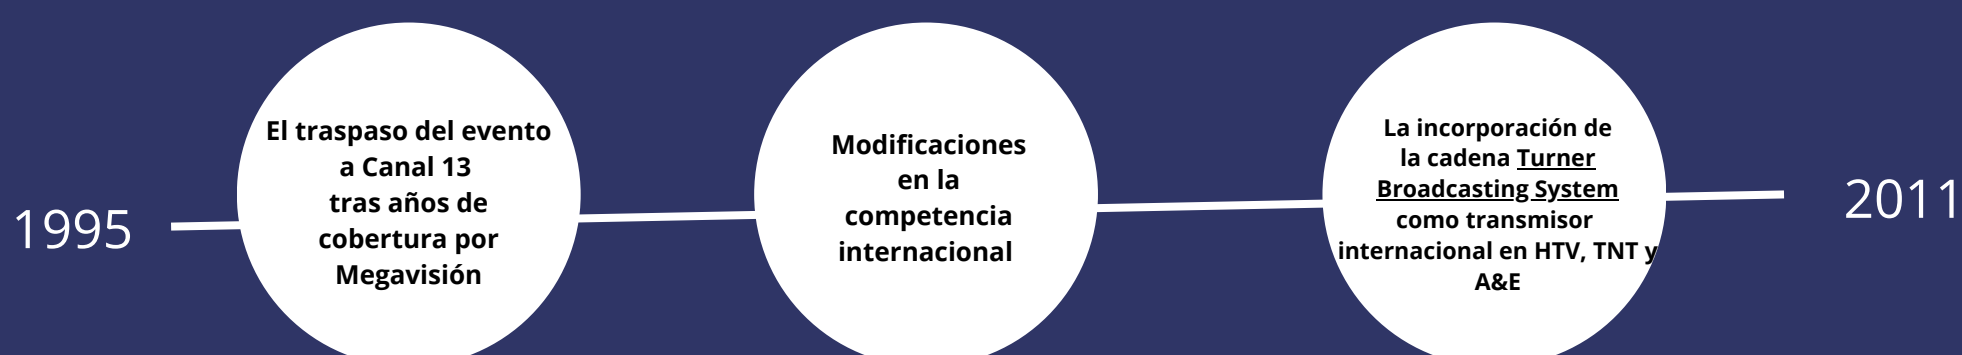 1995
El traspaso del evento
a Canal 13
tras años de
cobertura por
Megavisión
Modificaciones
en la
competencia
internacional
La incorporación de
la cadena Turner
Broadcasting System
como transmisor
internacional en HTV, TNT y
A&E
2011